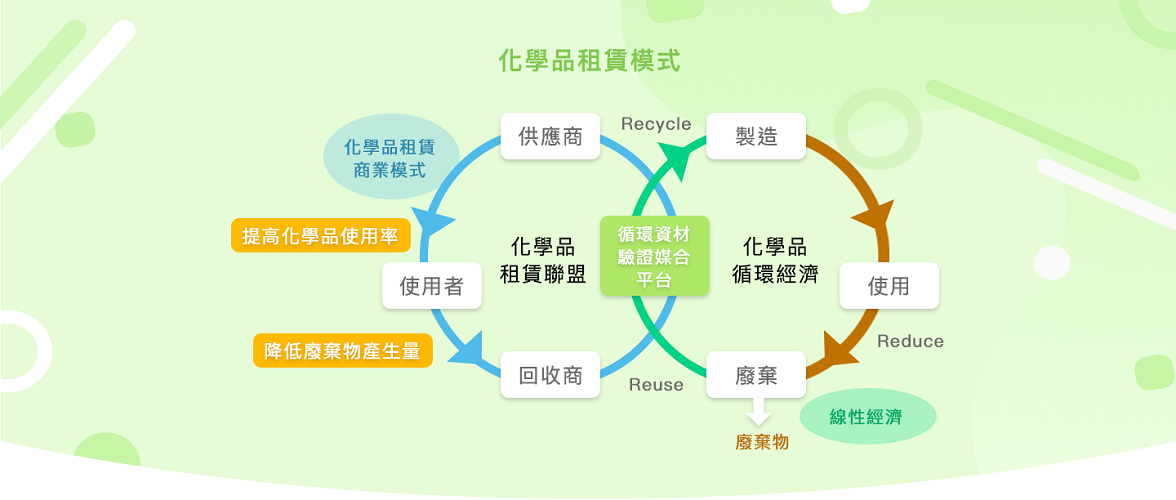 化學品租賃模式
化學品租賃
商業模式
供應商
Recycle
製造
提高化學品使用率
化學品
租賃聯盟
循環資材
驗證媒合
平台
化學品
循環經濟
使用者
使用
降低廢棄物產生量
Reduce
回收商
Reuse
廢棄
線性經濟
廢棄物